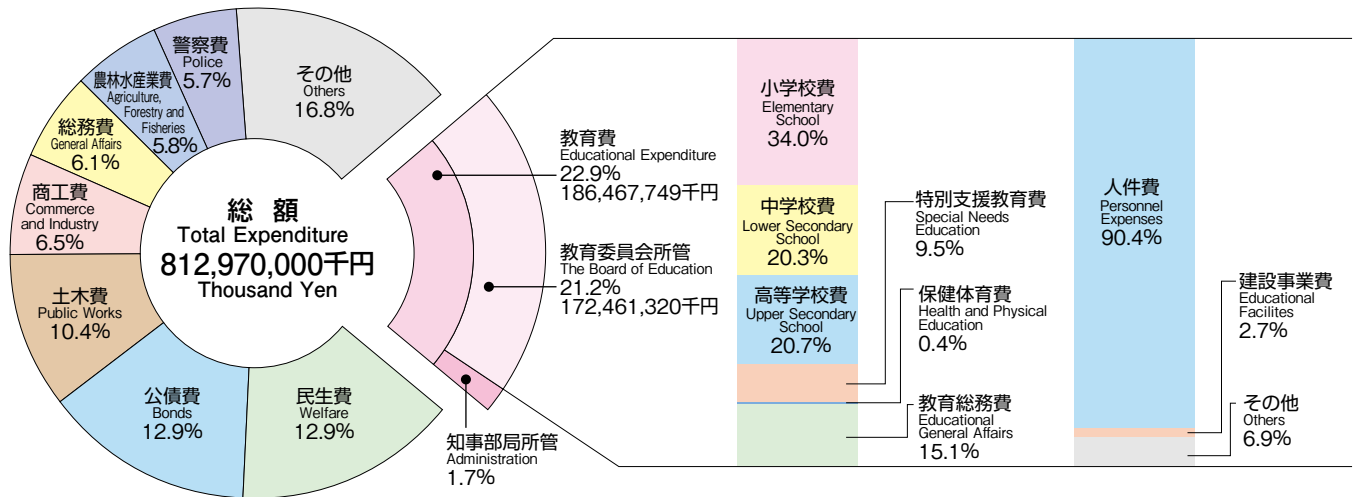 警察費
Police
5.7%
その他
Others
16.8%
農林水産業費
Agriculture,
Forestry and
Fisheries
5.8%
総務費
General Affairs
6.1%
商工費
Commerce
and Industry
6.5%
土木費
Public Works
10.4%
公債費
Bonds
12.9%
民生費
Welfare
12.9%
総 額
Total Expenditure
812,970,000千円
Thousand Yen
教育費
Educational Expenditure
22.9%
186,467,749千円
教育委員会所管
The Board of Education
21.2%
172,461,320千円
知事部局所管
Administration
1.7%
小学校費
Elementary
School
34.0%
中学校費
Lower Secondary
School
20.3%
高等学校費
Upper Secondary
School
20.7%
特別支援教育費
Special Needs
Education
9.5%
保健体育費
Health and Physical
Education
0.4%
教育総務費
Educational
General Affairs
15.1%
人件費
Personnel
Expenses
90.4%
建設事業費
Educational
Facilites
2.7%
その他
Others
6.9%